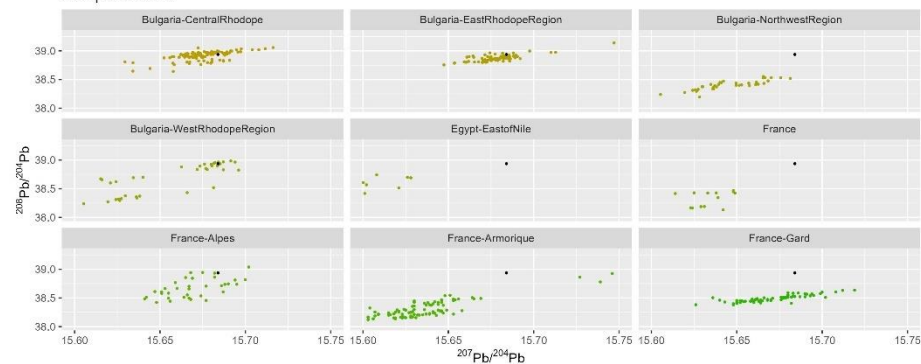 Bulgaria-CentralRhodope Bulgaria-EastRhodopeRegion Bulgaria-NorthwestRegion
39.0
38.5
38.0
Bulgaria-WestRhodopeRegion Egypt-EastofNile France
39.0
38.5
38.0
208Pb/204Pb
France-Alpes France-Armorique France-Gard
39.0
38.5
38.0
15.60 15.65 15.70 15.75 15.60 15.65 15.70 15.75 15.60 15.65 15.70 15.75
207Pb/204Pb